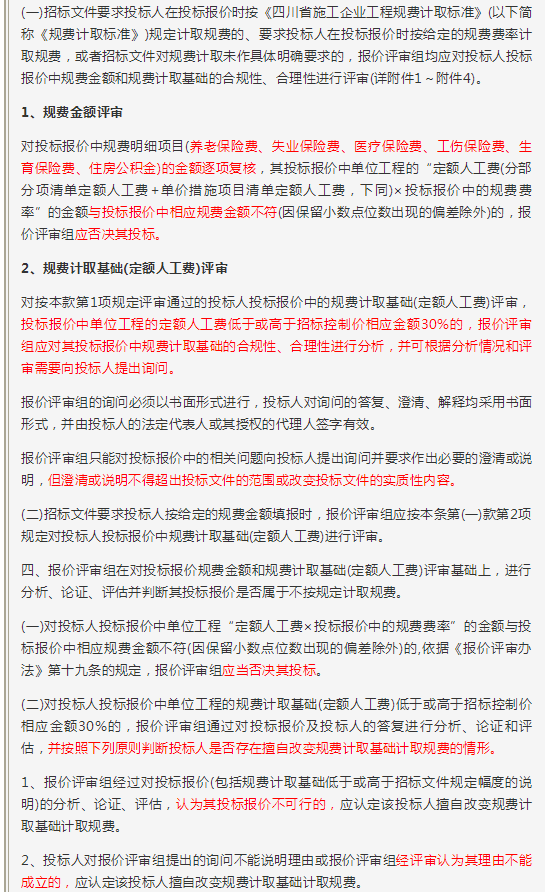 (一)招标文件要求投标人在投标报价时按《四川省施工企业工程规费计取标准》(以下简
称《规费计取标准》)规定计取规费的、要求投标人在投标报价时按给定的规费费率计
取规费，或者招标文件对规费计取未作具体明确要求的，报价评审组均应对投标人投标
报价中规费金额和规费计取基础的合规性、合理性进行评审(详附件1～附件4)。
1、规费金额评审
对投标报价中规费明细项目(养老保险费、失业保险费、医疗保险费、工伤保险费、生
育保险费、住房公积金)的金额逐项复核，其投标报价中单位工程的“定额人工费(分部
分项清单定额人工费＋单价措施项目清单定额人工费，下同)×投标报价中的规费费
率”的金额与投标报价中相应规费金额不符(因保留小数点位数出现的偏差除外)的，报
价评审组应否决其投标。
2、规费计取基础(定额人工费)评审
对按本款第1项规定评审通过的投标人投标报价中的规费计取基础(定额人工费)评审，
投标报价中单位工程的定额人工费低于或高于招标控制价相应金额30%的，报价评审
组应对其投标报价中规费计取基础的合规性、合理性进行分析，并可根据分析情况和评
审需要向投标人提出询问。
报价评审组的询问必须以书面形式进行，投标人对询问的答复、澄清、解释均采用书面
形式，并由投标人的法定代表人或其授权的代理人签字有效。
报价评审组只能对投标报价中的相关问题向投标人提出询问并要求作出必要的澄清或说
明，但澄清或说明不得超出投标文件的范围或改变投标文件的实质性内容。
(二)招标文件要求投标人按给定的规费金额填报时，报价评审组应按本条第(一)款第2项
规定对投标人投标报价中规费计取基础(定额人工费)进行评审。
四、报价评审组在对投标报价规费金额和规费计取基础(定额人工费)评审基础上，进行
分析、论证、评估并判断其投标报价是否属于不按规定计取规费。
(一)对投标人投标报价中单位工程“定额人工费×投标报价中的规费费率”的金额与投
标报价中相应规费金额不符(因保留小数点位数出现的偏差除外)的,依据《报价评审办
法》第十九条的规定，报价评审组应当否决其投标。
(二)对投标人投标报价中单位工程的规费计取基础(定额人工费)低于或高于招标控制价
相应金额30%的，报价评审组通过对投标报价及投标人的答复进行分析、论证和评
估，并按照下列原则判断投标人是否存在擅自改变规费计取基础计取规费的情形。
1、报价评审组经过对投标报价(包括规费计取基础低于或高于招标文件规定幅度的说
明)的分析、论证、评估，认为其投标报价不可行的，应认定该投标人擅自改变规费计
取基础计取规费。
2、投标人对报价评审组提出的询问不能说明理由或报价评审组经评审认为其理由不能
成立的，应认定该投标人擅自改变规费计取基础计取规费。